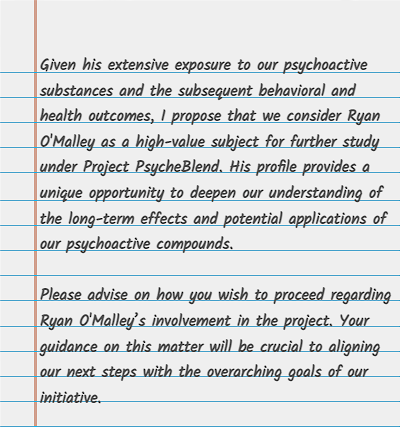 Given his extensive exposure to our psychoactive
substances and the subsequent behavioral and
health outcomes, I propose that we consider Ryan
O'Malley as a high-value subject for further study
under Project PsycheBlend. His profile provides a
unique opportunity to deepen our understanding of
the long-term effects and potential applications of
our psychoactive compounds.

Please advise on how you wish to proceed regarding
Ryan O'Malley's involvement in the project. Your
guidance on this matter will be crucial to aligning
our next steps with the overarching goals of our
initiative.